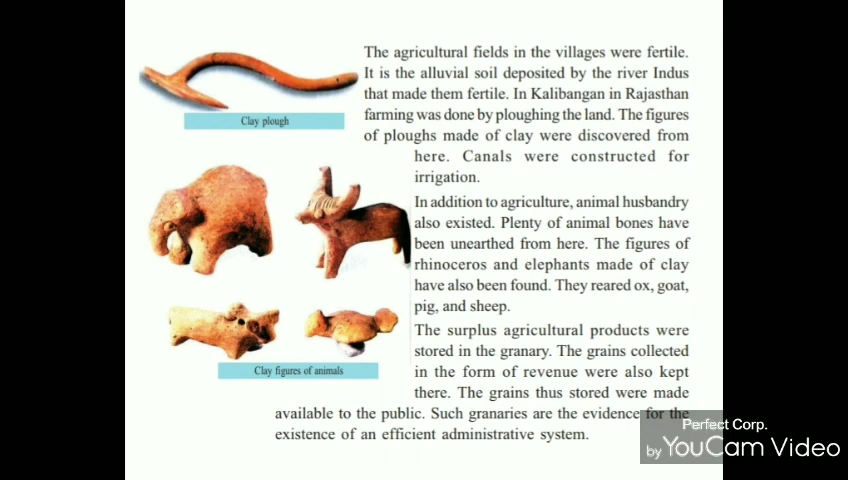 The agricultural fields in the villages were fertile.
It is the alluvial soil deposited by the river Indus
that made them fertile. In Kalibangan in Rajasthan
farming was done by ploughing the land. The figures
of ploughs made of clay were discovered from
here. Canals were constructed for
irrigation.
Clay plough
In addition to agriculture, animal husbandry
also existed. Plenty of animal bones have
been unearthed from here. The figures of
rhinoceros and elephants made of clay
have also been found. They reared ox, goat,
pig, and sheep.
The surplus agricultural products were
stored in the granary. The grains collected
in the form of revenue were also kept
there. The grains thus stored were made
available to the public. Such granaries are the evidence for the
existence of an efficient administrative system.
Clay figures of animals
Perfect Corp.
by YouCam Video